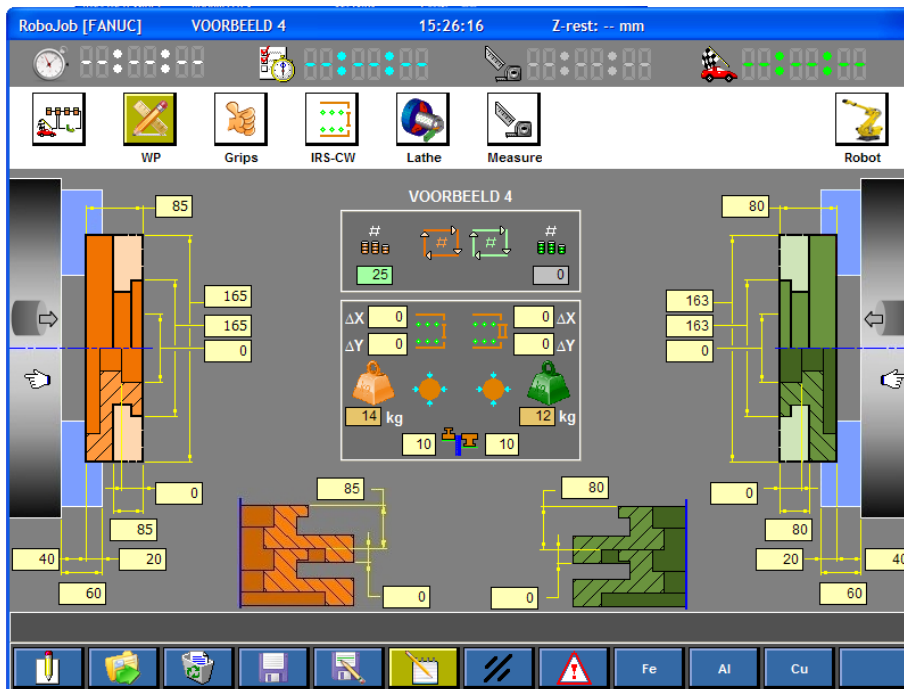 RoboJob [FANUC] VOORBEELD 4 15:26:16 Z-rest: -- mm
WP Grips IRS-CW Lathe Measure Robot
VOORBEELD 4
85 80
# # # #
25 0
165 163
165 163
0 0
ΔX 0 0 ΔX
ΔY 0 0 ΔY
14 kg 12 kg
10 10
85 80
0 0
85 80
40 20 20 40
60 60
0 0
Fe Al Cu